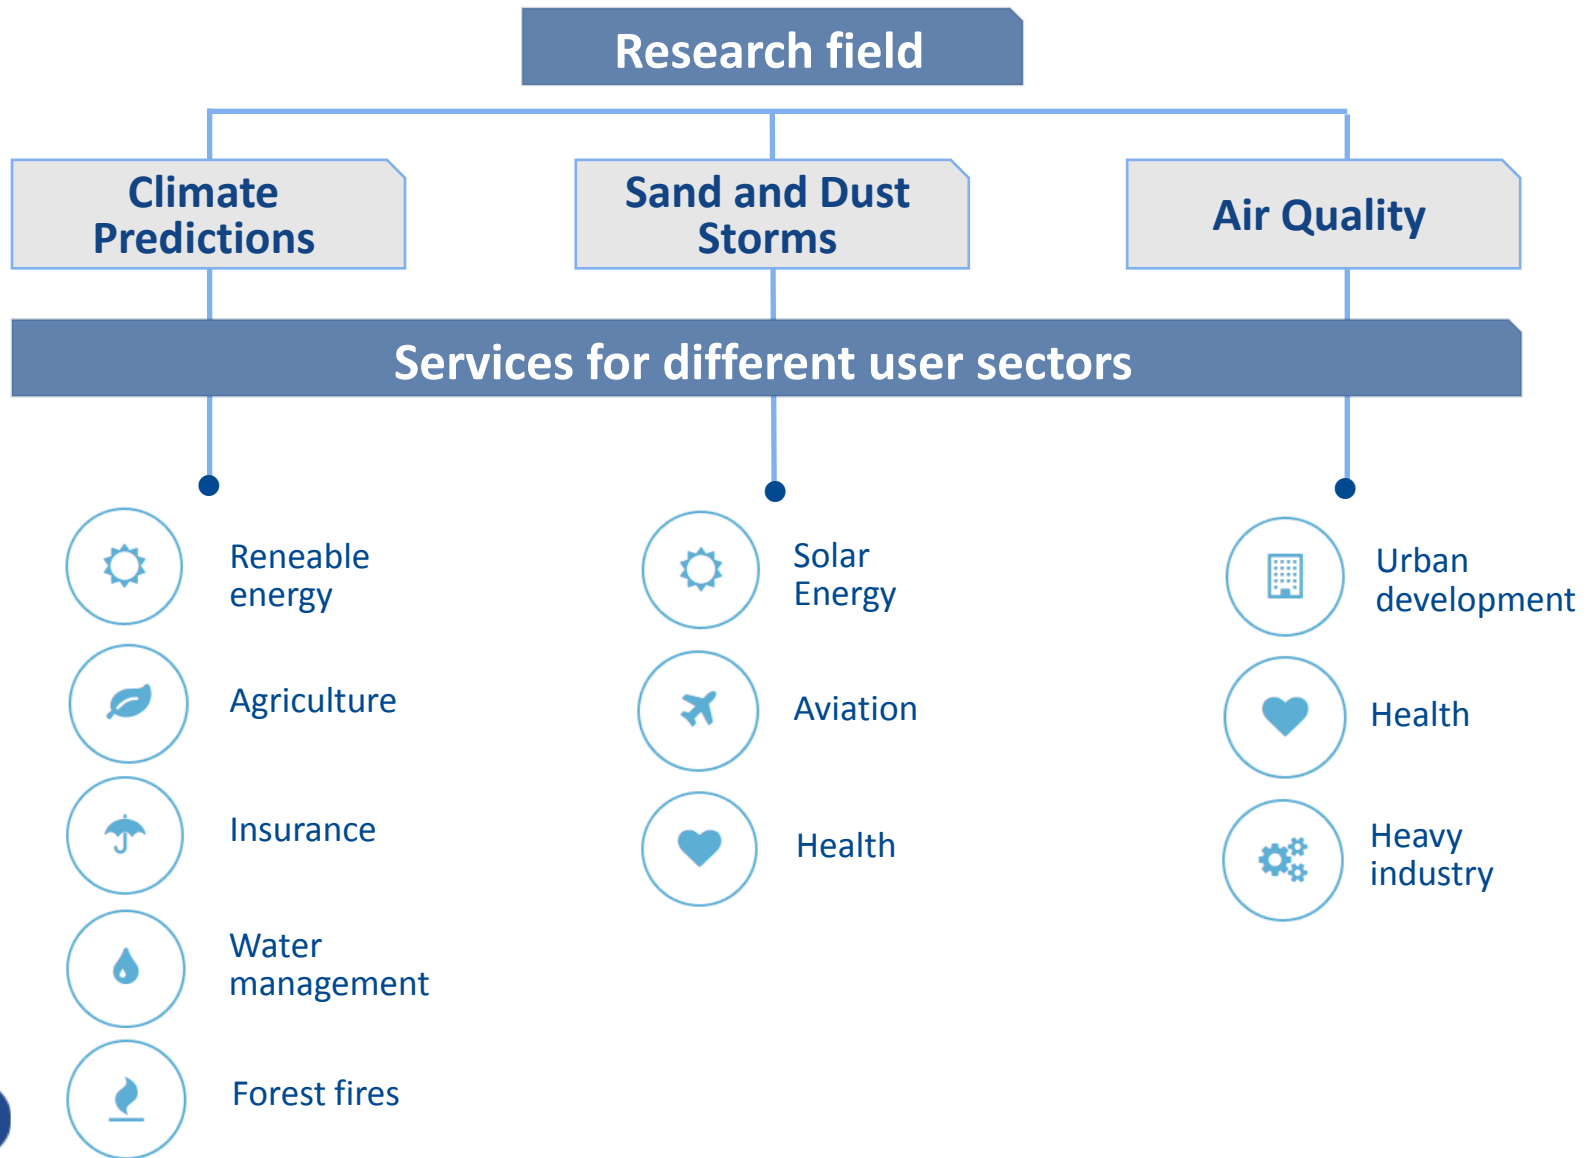 Research field
Climate
Predictions
Sand and Dust
Storms
Air Quality
Services for different user sectors
Reneable
energy
Agriculture
Insurance
Water
management
Forest fires
Solar
Energy
Aviation
Health
Urban
development
Health
Heavy
industry